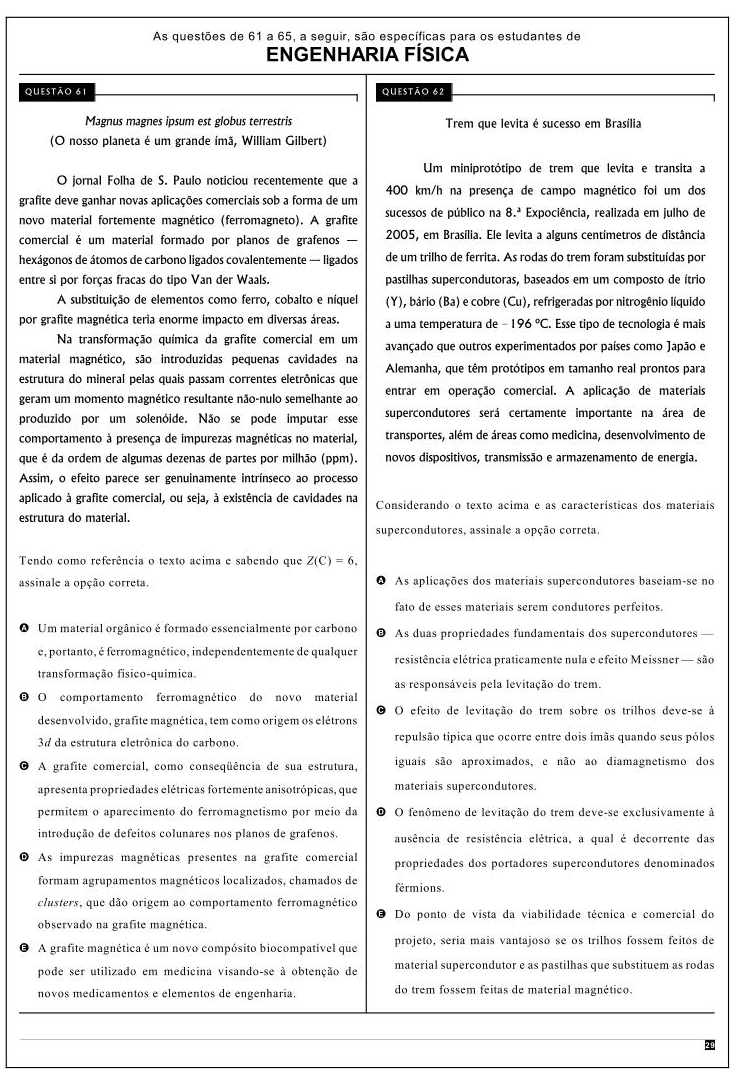 As questões de 61 a 65, a seguir, são específicas para os estudantes de
ENGENHARIA FÍSICA
QUESTÃO 61
Magnus magnes ipsum est globus terrestris
(O nosso planeta é um grande ímã, William Gilbert)
O jornal Folha de S. Paulo noticiou recentemente que a
grafite deve ganhar novas aplicações comerciais sob a forma de um
novo material fortemente magnético (ferromagneto). A grafite
comercial é um material formado por planos de grafenos —
hexágonos de átomos de carbono ligados covalentemente — ligados
entre si por forças fracas do tipo Van der Waals.
A substituição de elementos como ferro, cobalto e níquel
por grafite magnética teria enorme impacto em diversas áreas.
Na transformação química da grafite comercial em um
material magnético, são introduzidas pequenas cavidades na
estrutura do mineral pelas quais passam correntes eletrônicas que
geram um momento magnético resultante não-nulo semelhante ao
produzido por um solenóide. Não se pode imputar esse
comportamento à presença de impurezas magnéticas no material,
que é da ordem de algumas dezenas de partes por milhão (ppm).
Assim, o efeito parece ser genuinamente intrínseco ao processo
aplicado à grafite comercial, ou seja, à existência de cavidades na
estrutura do material.
Tendo como referência o texto acima e sabendo que Z(C) = 6,
assinale a opção correta.
A Um material orgânico é formado essencialmente por carbono
e, portanto, é ferromagnético, independentemente de qualquer
transformação físico-química.
B O comportamento ferromagnético do novo material
desenvolvido, grafite magnética, tem como origem os elétrons
3d da estrutura eletrônica do carbono.
C A grafite comercial, como conseqüência de sua estrutura,
apresenta propriedades elétricas fortemente anisotrópicas, que
permitem o aparecimento do ferromagnetismo por meio da
introdução de defeitos colunares nos planos de grafenos.
D As impurezas magnéticas presentes na grafite comercial
formam agrupamentos magnéticos localizados, chamados de
clusters, que dão origem ao comportamento ferromagnético
observado na grafite magnética.
E A grafite magnética é um novo compósito biocompatível que
pode ser utilizado em medicina visando-se à obtenção de
novos medicamentos e elementos de engenharia.
QUESTÃO 62
Trem que levita é sucesso em Brasília
Um miniprotótipo de trem que levita e transita a
400 km/h na presença de campo magnético foi um dos
sucessos de público na 8.ª Expociência, realizada em julho de
2005, em Brasília. Ele levita a alguns centímetros de distância
de um trilho de ferrita. As rodas do trem foram substituídas por
pastilhas supercondutoras, baseados em um composto de ítrio
(Y), bário (Ba) e cobre (Cu), refrigeradas por nitrogênio líquido
a uma temperatura de –196 ºC. Esse tipo de tecnologia é mais
avançado que outros experimentados por países como Japão e
Alemanha, que têm protótipos em tamanho real prontos para
entrar em operação comercial. A aplicação de materiais
supercondutores será certamente importante na área de
transportes, além de áreas como medicina, desenvolvimento de
novos dispositivos, transmissão e armazenamento de energia.
Considerando o texto acima e as características dos materiais
supercondutores, assinale a opção correta.
A As aplicações dos materiais supercondutores baseiam-se no
fato de esses materiais serem condutores perfeitos.
B As duas propriedades fundamentais dos supercondutores —
resistência elétrica praticamente nula e efeito Meissner — são
as responsáveis pela levitação do trem.
C O efeito de levitação do trem sobre os trilhos deve-se à
repulsão típica que ocorre entre dois ímãs quando seus pólos
iguais são aproximados, e não ao diamagnetismo dos
materiais supercondutores.
D O fenômeno de levitação do trem deve-se exclusivamente à
ausência de resistência elétrica, a qual é decorrente das
propriedades dos portadores supercondutores denominados
férmions.
E Do ponto de vista da viabilidade técnica e comercial do
projeto, seria mais vantajoso se os trilhos fossem feitos de
material supercondutor e as pastilhas que substituem as rodas
do trem fossem feitas de material magnético.
29